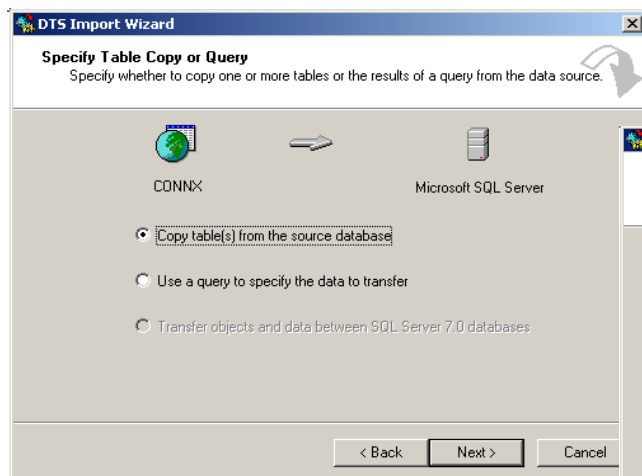 DTS Import Wizard
Specify Table Copy or Query
Specify whether to copy one or more tables or the results of a query from the data source.
CONNX
Microsoft SQL Server
Copy table(s) from the source database
Use a query to specify the data to transfer
Transfer objects and data between SQL Server 7.0 databases
< Back
Next >
Cancel